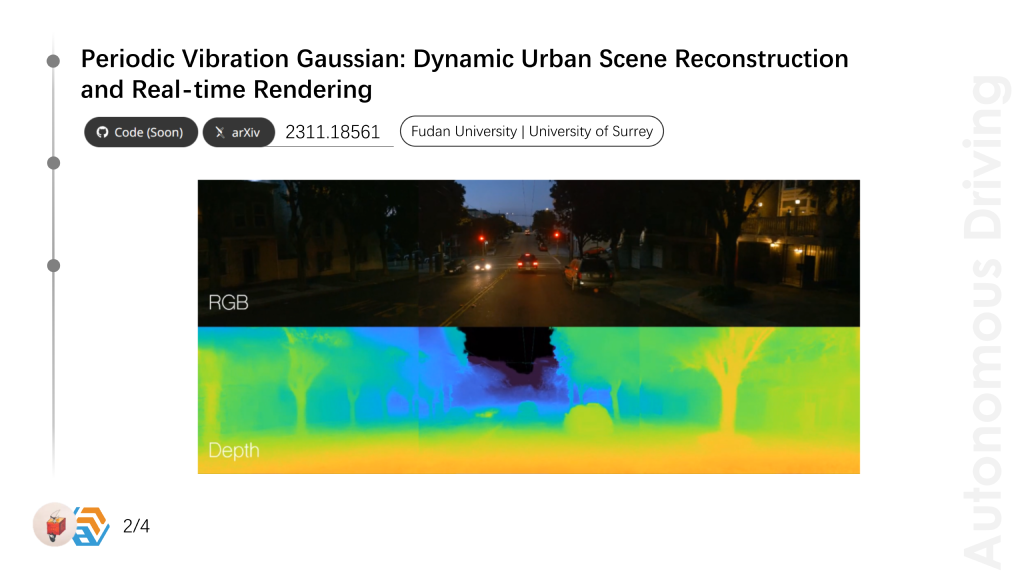 Periodic Vibration Gaussian: Dynamic Urban Scene Reconstruction
and Real-time Rendering
Code (Soon) arXiv 2311.18561 Fudan University | University of Surrey
RGB
Depth
2/4
Autonomous Driving